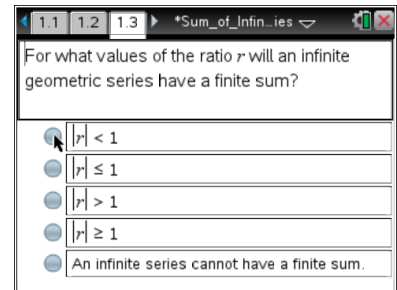 1.1 1.2 1.3 *Sum_of_Infin…ies
For what values of the ratio r will an infinite
geometric series have a finite sum?
|r| < 1
|r| ≤ 1
|r| > 1
|r| ≥ 1
An infinite series cannot have a finite sum.